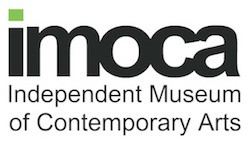 imoca
Independent Museum
of Contemporary Arts